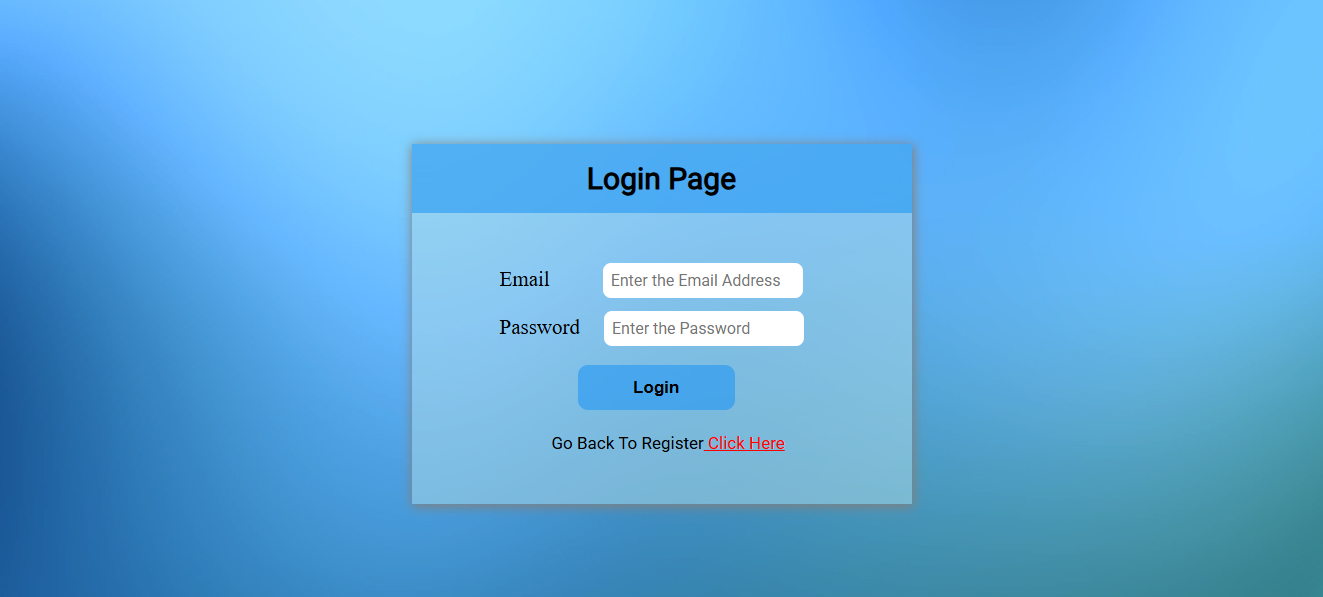 Login Page
Email Enter the Email Address
Password Enter the Password
Login
Go Back To Register Click Here